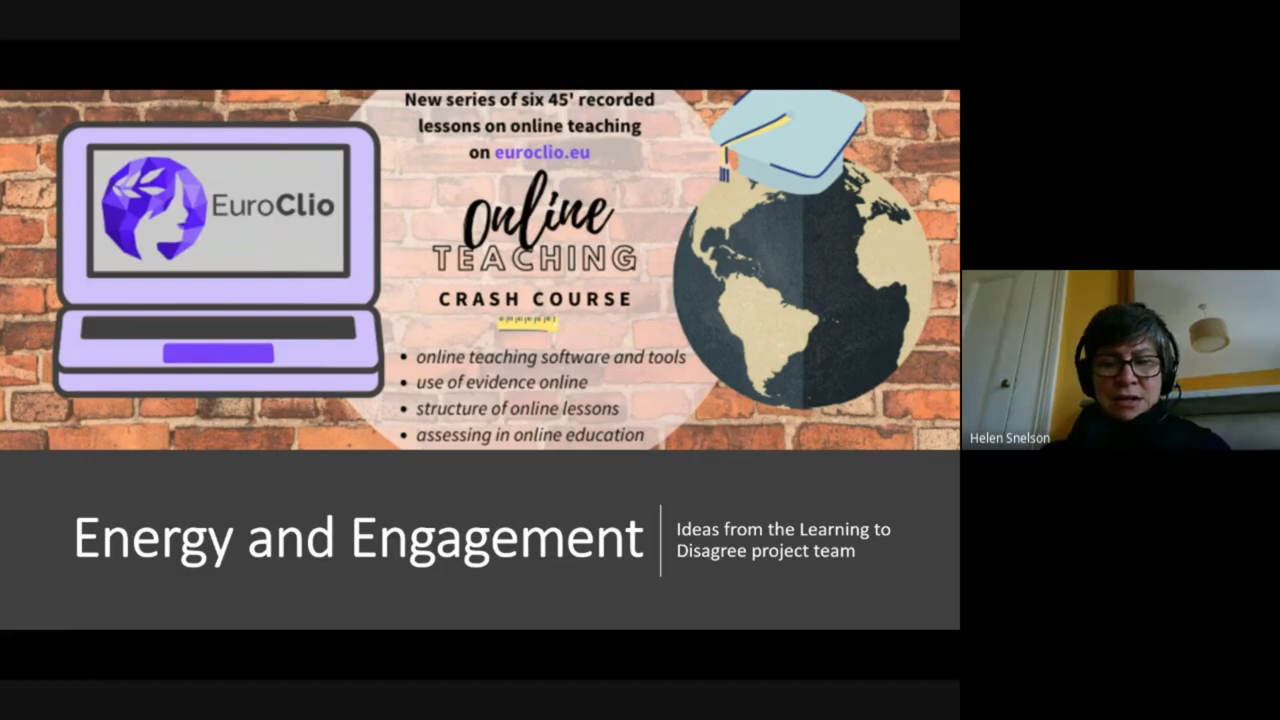 New series of six 45' recorded
lessons on online teaching
on euroclio.eu
EuroClio
Online
TEACHING
CRASH COURSE
• online teaching software and tools
• use of evidence online
• structure of online lessons
• assessing in online education
Helen Snelson
Energy and Engagement
Ideas from the Learning to
Disagree project team